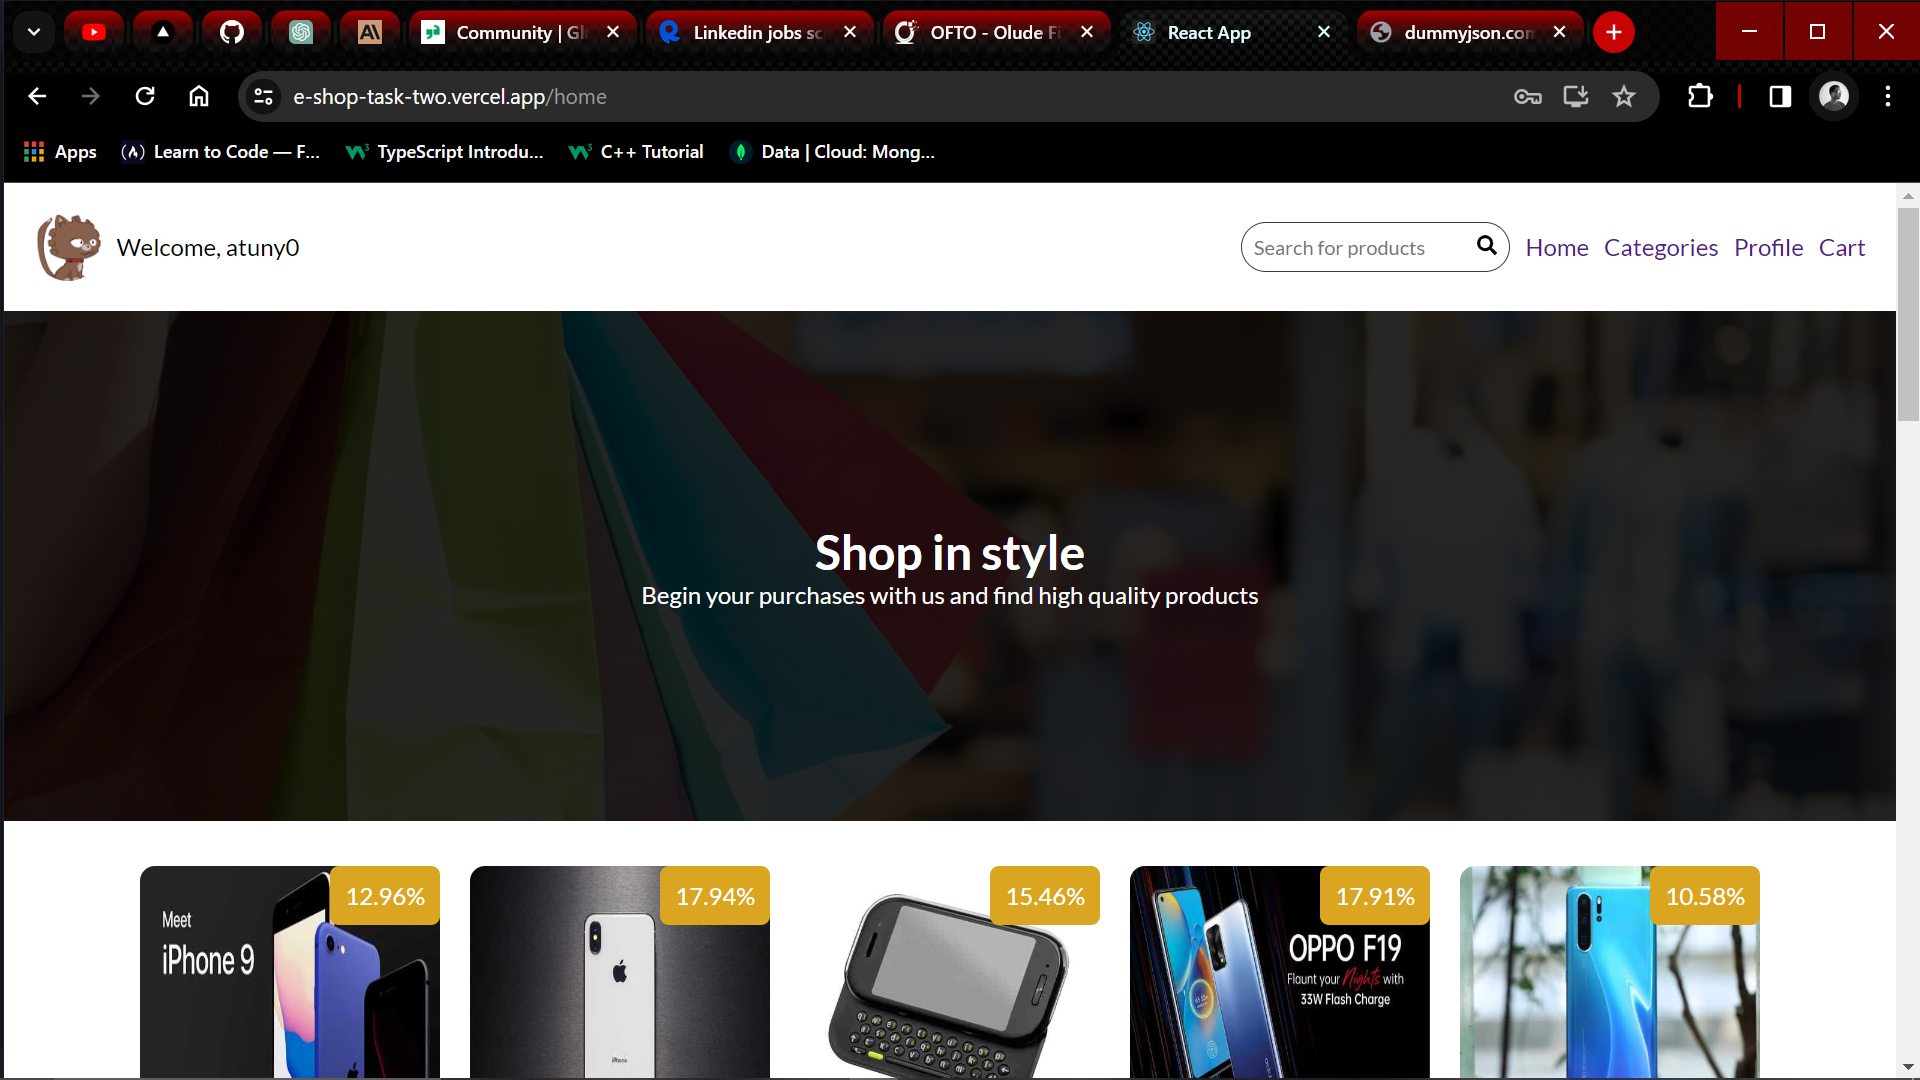 Community | Gl
Linkedin jobs sc
OFTO - Olude Fi
React App
dummyjson.con
e-shop-task-two.vercel.app/home
Apps
Learn to Code — F...
TypeScript Introdu...
C++ Tutorial
Data | Cloud: Mong...
Welcome, atuny0
Search for products
Home
Categories
Profile
Cart
Shop in style
Begin your purchases with us and find high quality products
12.96%
Meet
iPhone 9
17.94%
iPhone
15.46%
17.91%
OPPO F19
Flaunt your Nights with
33W Flash Charge
10.58%